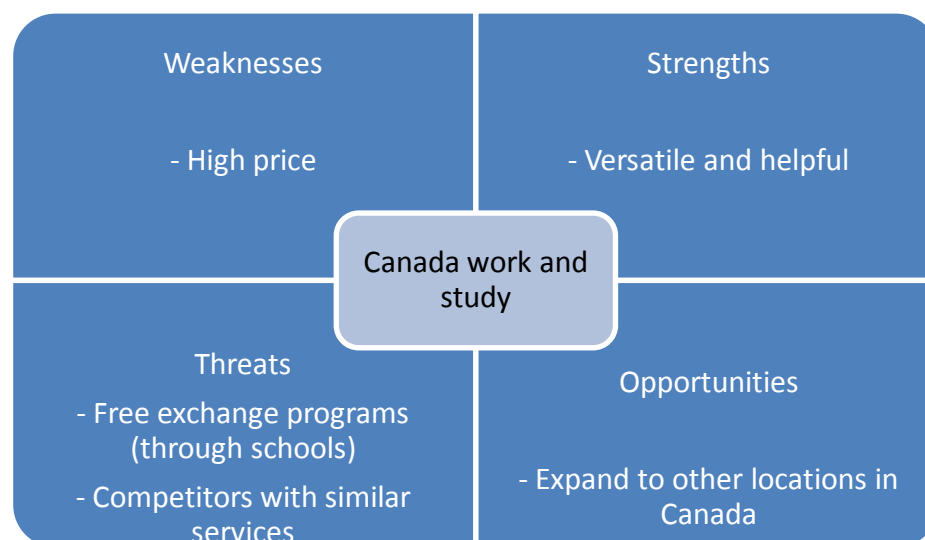 Weaknesses
- High price
Strengths
- Versatile and helpful
Canada work and
study
Threats
- Free exchange programs
(through schools)
- Competitors with similar
services
Opportunities
- Expand to other locations in
Canada